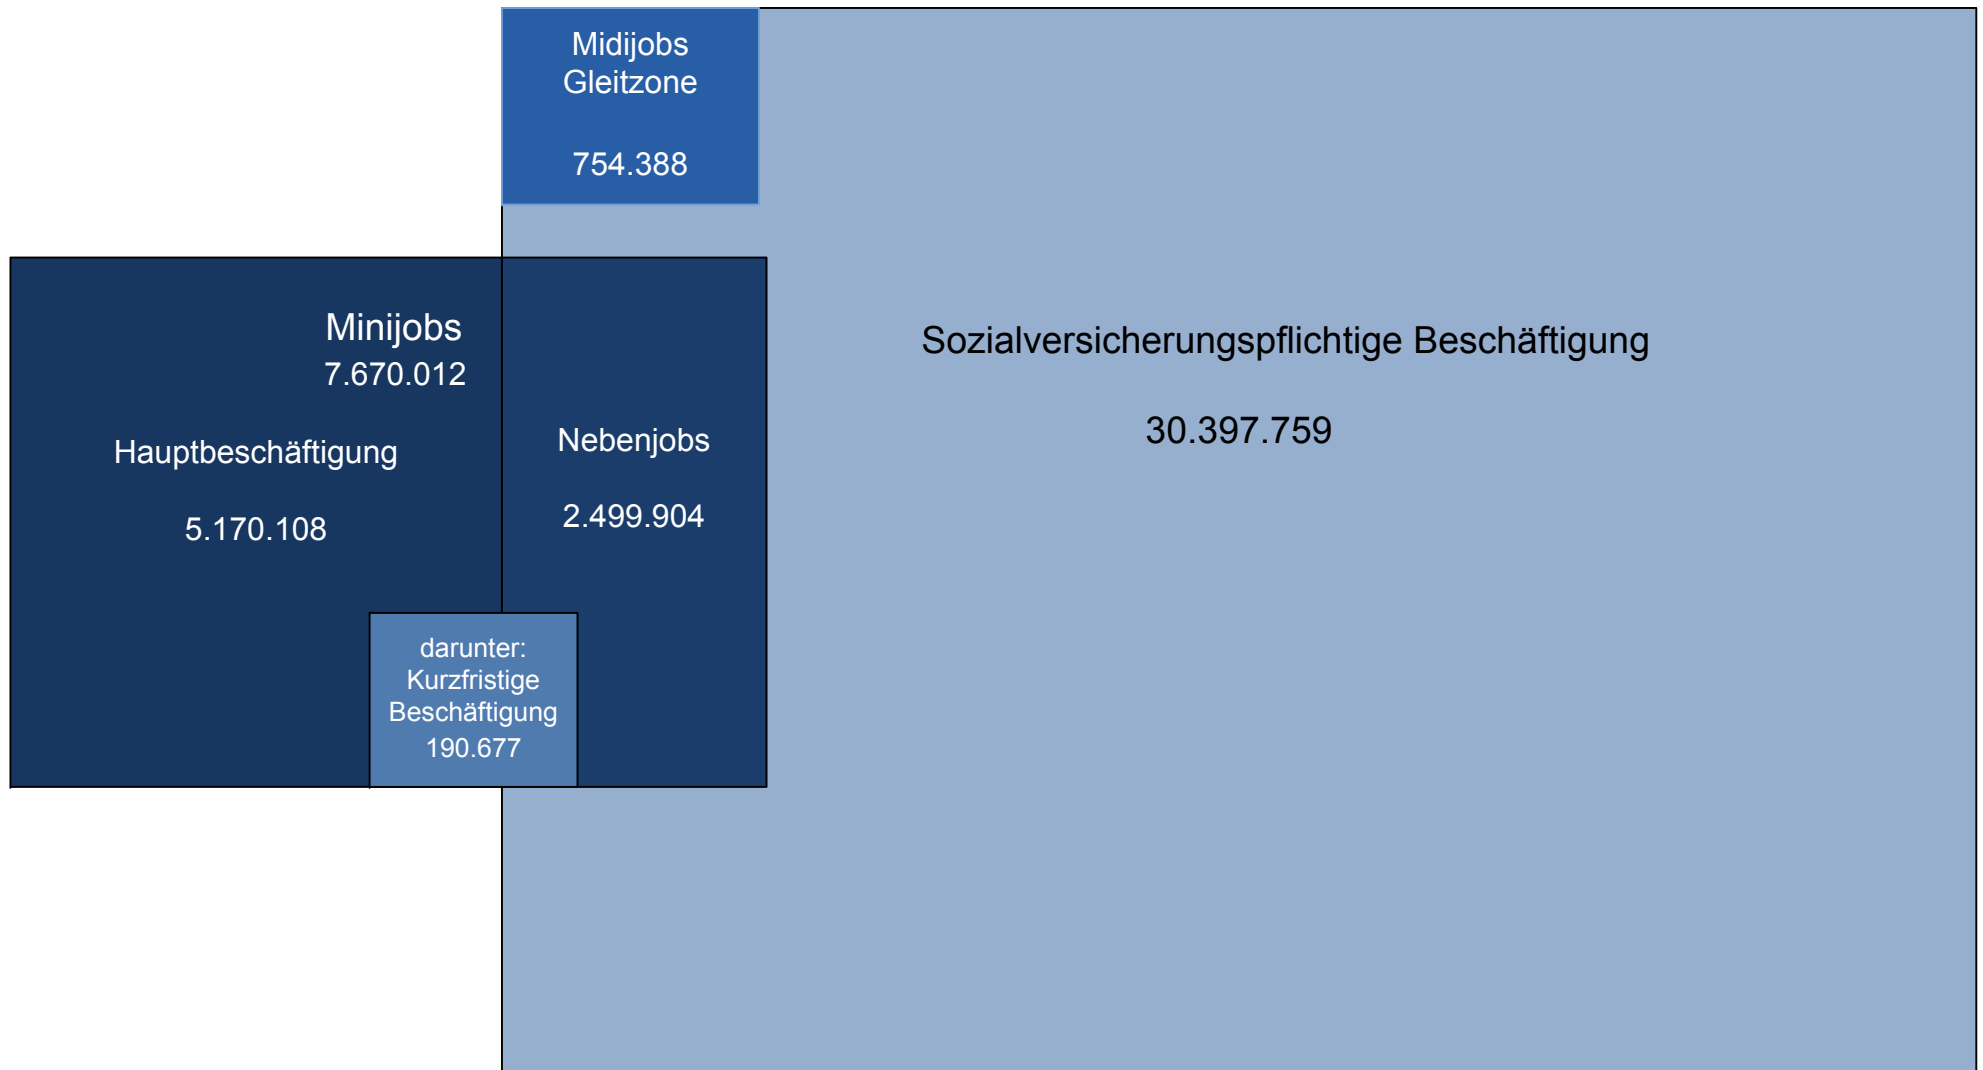 Midijobs
Gleitzone
754.388
Minijobs
7.670.012
Hauptbeschäftigung
5.170.108
Nebenjobs
2.499.904
darunter:
Kurzfristige
Beschäftigung
190.677
Sozialversicherungspflichtige Beschäftigung
30.397.759